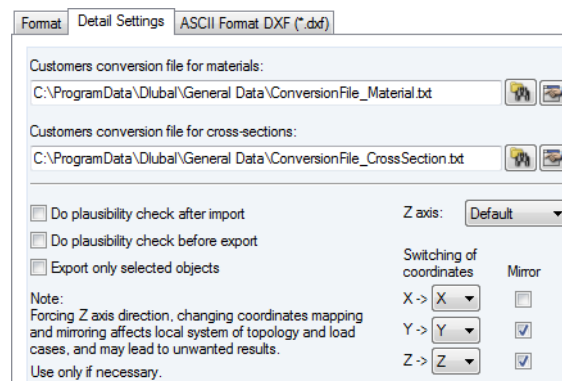 Format Detail Settings ASCII Format DXF (*.dxf)
Customers conversion file for materials:
C:\ProgramData\Dlubal\General Data\ConversionFile_Material.txt
Customers conversion file for cross-sections:
C:\ProgramData\Dlubal\General Data\ConversionFile_CrossSection.txt
Do plausibility check after import
Do plausibility check before export
Export only selected objects
Note:
Forcing Z axis direction, changing coordinates mapping
and mirroring affects local system of topology and load
cases, and may lead to unwanted results.
Use only if necessary.
Z axis: Default
Switching of
coordinates Mirror
X -> X
Y -> Y
Z -> Z